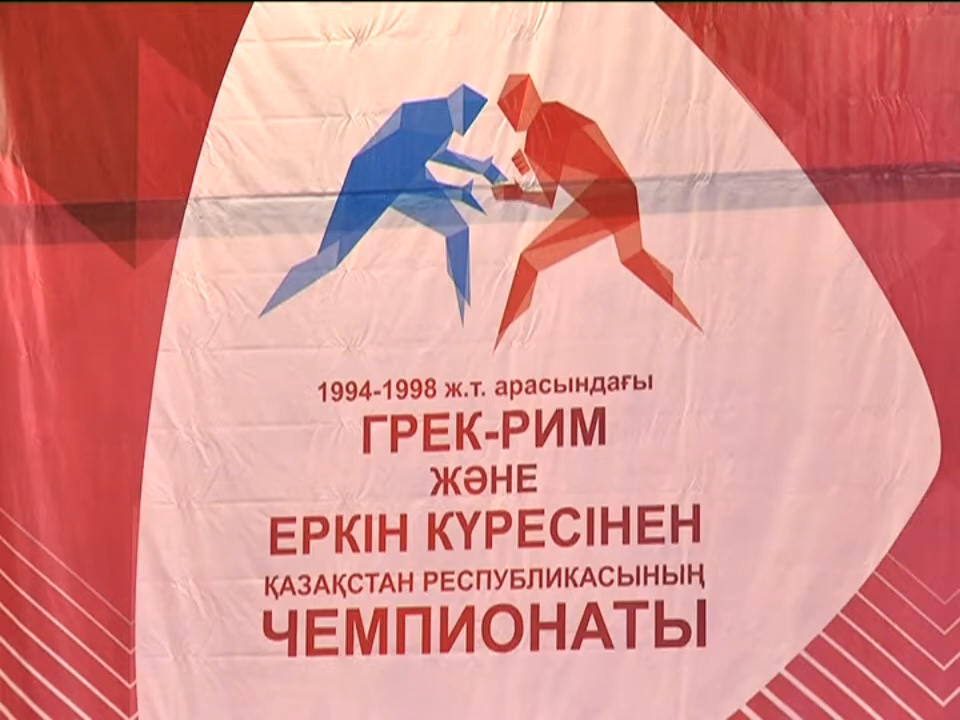 1994-1998 ж.т. арасындағы
ГРЕК-РИМ
ЖӘНЕ
ЕРКІН КҮРЕСІНЕН
ҚАЗАҚСТАН РЕСПУБЛИКАСЫНЫҢ
ЧЕМПИОНАТЫ